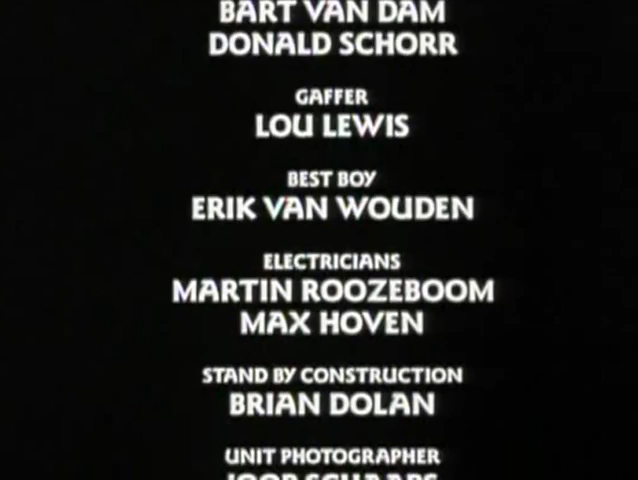 BART VAN DAM
DONALD SCHORR
GAFFER
LOU LEWIS
BEST BOY
ERIK VAN WOUDEN
ELECTRICIANS
MARTIN ROOZEBOOM
MAX HOVEN
STAND BY CONSTRUCTION
BRIAN DOLAN
UNIT PHOTOGRAPHER